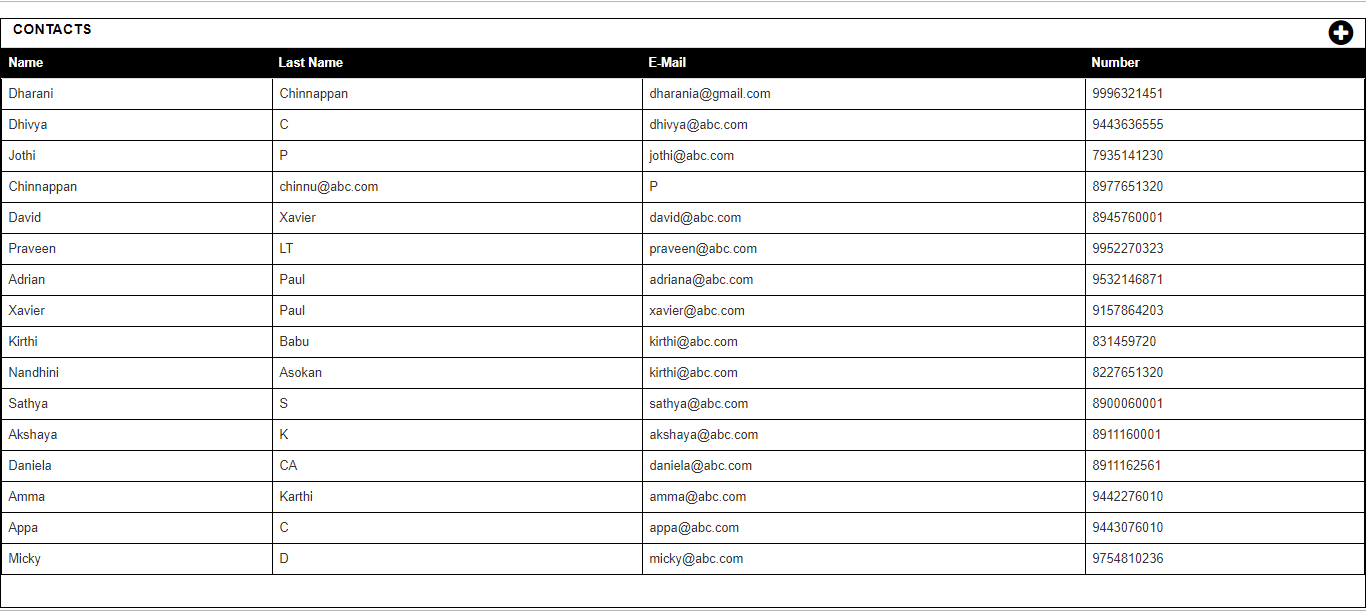 CONTACTS
Name Last Name E-Mail Number
Dharani Chinnappan dharania@gmail.com 9996321451
Dhivya C dhivya@abc.com 9443636555
Jothi P jothi@abc.com 7935141230
Chinnappan chinnu@abc.com P 8977651320
David Xavier david@abc.com 8945760001
Praveen LT praveen@abc.com 9952270323
Adrian Paul adriana@abc.com 9532146871
Xavier Paul xavier@abc.com 9157864203
Kirthi Babu kirthi@abc.com 831459720
Nandhini Asokan kirthi@abc.com 8227651320
Sathya S sathya@abc.com 8900060001
Akshaya K akshaya@abc.com 8911160001
Daniela CA daniela@abc.com 8911162561
Amma Karthi amma@abc.com 9442276010
Appa C appa@abc.com 9443076010
Micky D micky@abc.com 9754810236